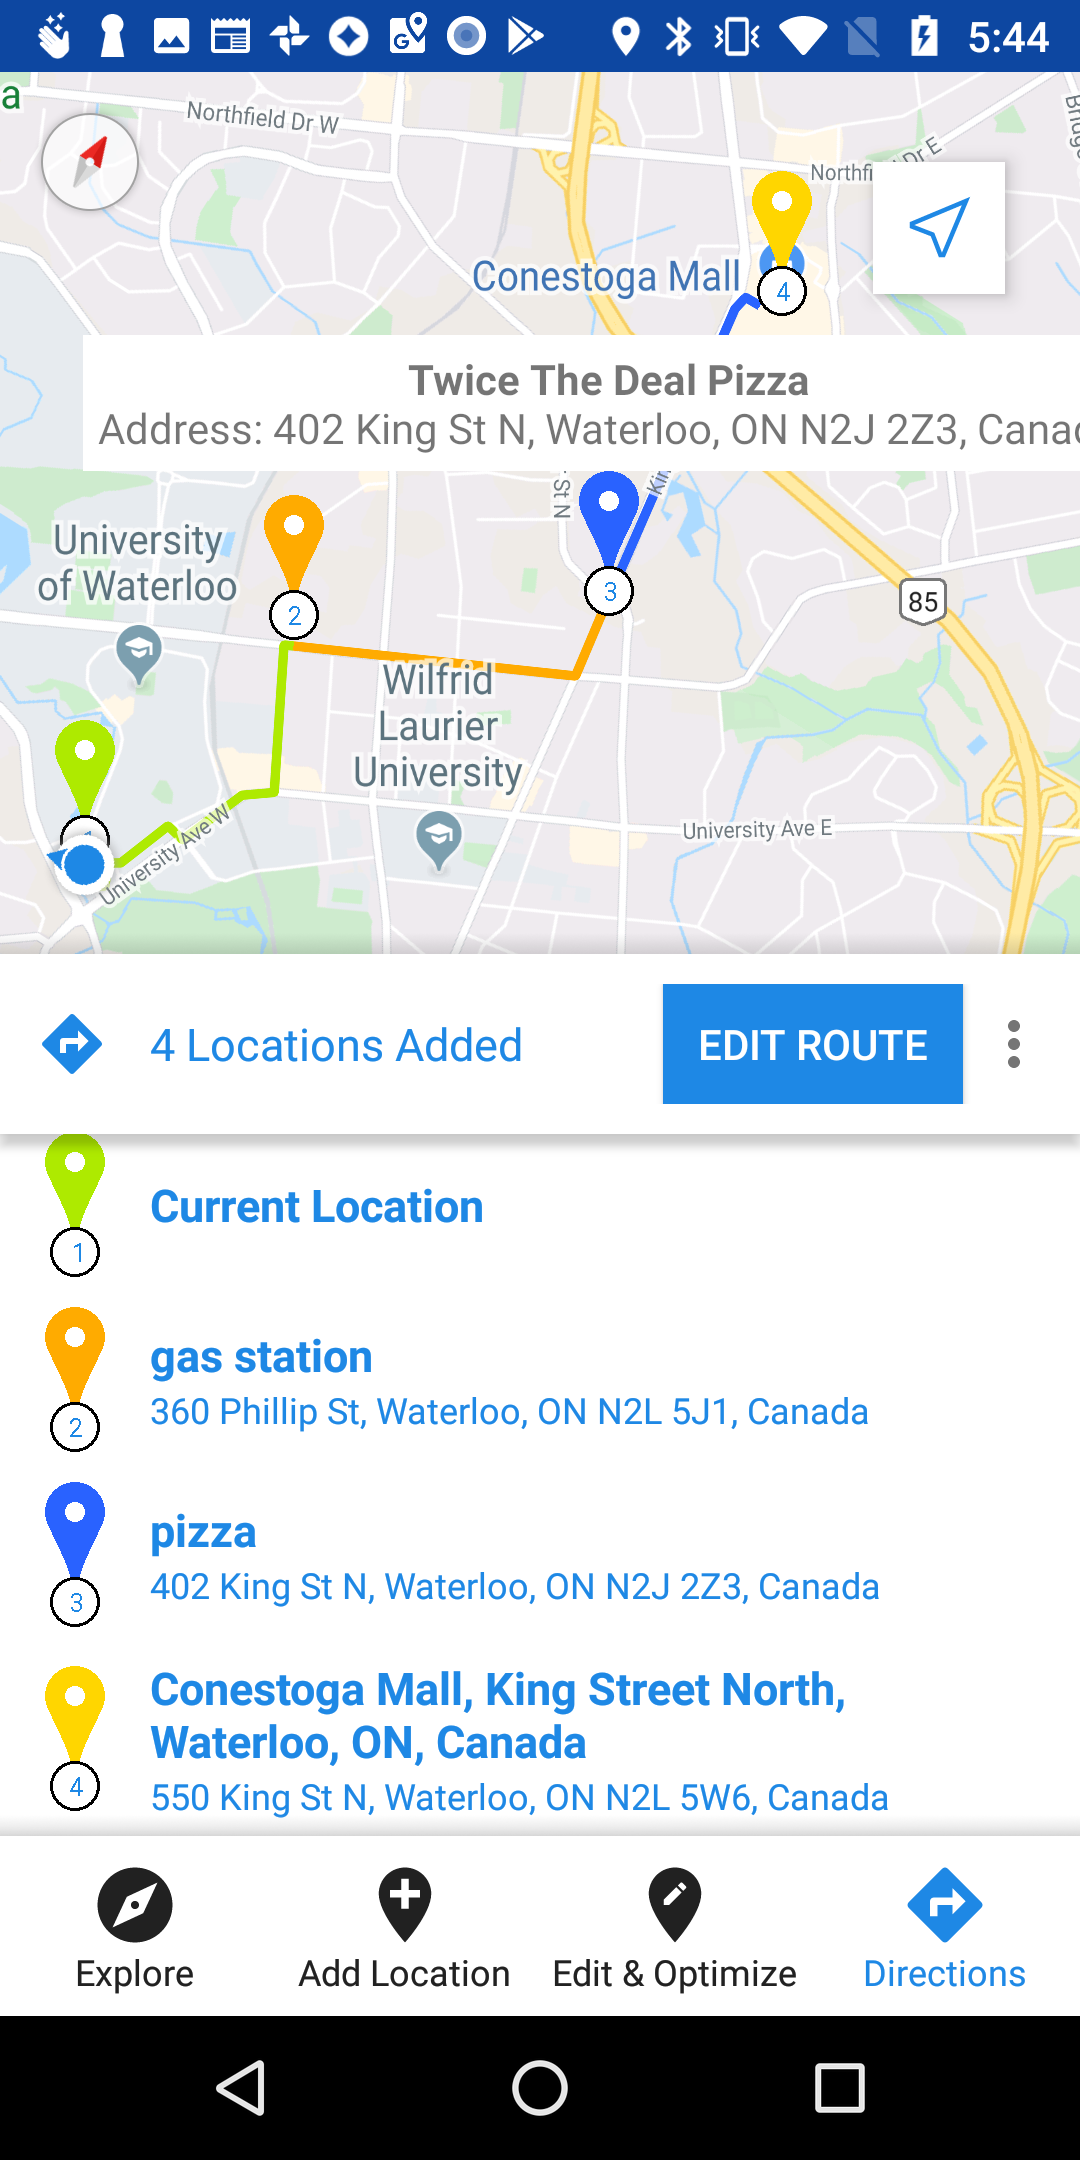 5:44
a
Northfield Dr W
Dr E
Northfi
Conestoga Mall
4
Twice The Deal Pizza
Address: 402 King St N, Waterloo, ON N2J 2Z3, Canad
St N
Kin
University
of Waterloo
2
3
85
Wilfrid
Laurier
University
University Ave W
University Ave E
4 Locations Added
EDIT ROUTE
Current Location
1
gas station
360 Phillip St, Waterloo, ON N2L 5J1, Canada
2
pizza
402 King St N, Waterloo, ON N2J 2Z3, Canada
3
Conestoga Mall, King Street North,
Waterloo, ON, Canada
550 King St N, Waterloo, ON N2L 5W6, Canada
4
Explore
Add Location
Edit & Optimize
Directions